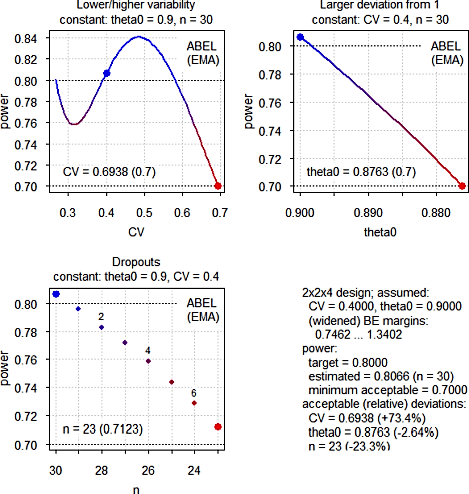 Lower/higher variability
constant: theta0 = 0.9, n = 30
0.84
0.82
0.80
0.78
0.76
0.74
0.72
0.70
power
ABEL
(EMA)
CV = 0.6938 (0.7)
0.3 0.4 0.5 0.6 0.7
CV
Larger deviation from 1
constant: CV = 0.4, n = 30
0.80
0.78
0.76
0.74
0.72
0.70
power
ABEL
(EMA)
theta0 = 0.8763 (0.7)
0.900 0.890 0.880
theta0
Dropouts
constant: theta0 = 0.9, CV = 0.4
0.80
0.78
0.76
0.74
0.72
0.70
power
ABEL
(EMA)
2
4
6
n = 23 (0.7123)
30 28 26 24
n
2x2x4 design; assumed:
CV = 0.4000, theta0 = 0.9000
(widened) BE margins:
0.7462 ... 1.3402
power:
target = 0.8000
estimated = 0.8066 (n = 30)
minimum acceptable = 0.7000
acceptable (relative) deviations:
CV = 0.6938 (+73.4%)
theta0 = 0.8763 (-2.64%)
n = 23 (-23.3%)